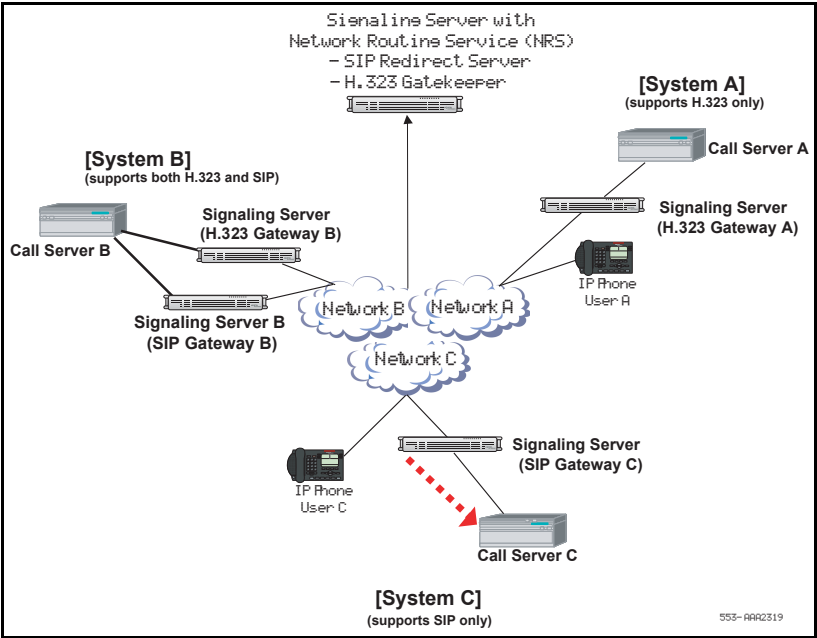 Signaling Server with
Network Routing Service (NRS)
- SIP Redirect Server
- H.323 Gatekeeper
[System A]
(supports H.323 only)
Call Server A
[System B]
(supports both H.323 and SIP)
Signaling Server
(H.323 Gateway B)
Signaling Server
(H.323 Gateway A)
Call Server B
IP Phone
User A
Network B
Network A
Signaling Server B
(SIP Gateway B)
Network C
Signaling Server
(SIP Gateway C)
IP Phone
User C
Call Server C
[System C]
(supports SIP only)
553-AAA2319